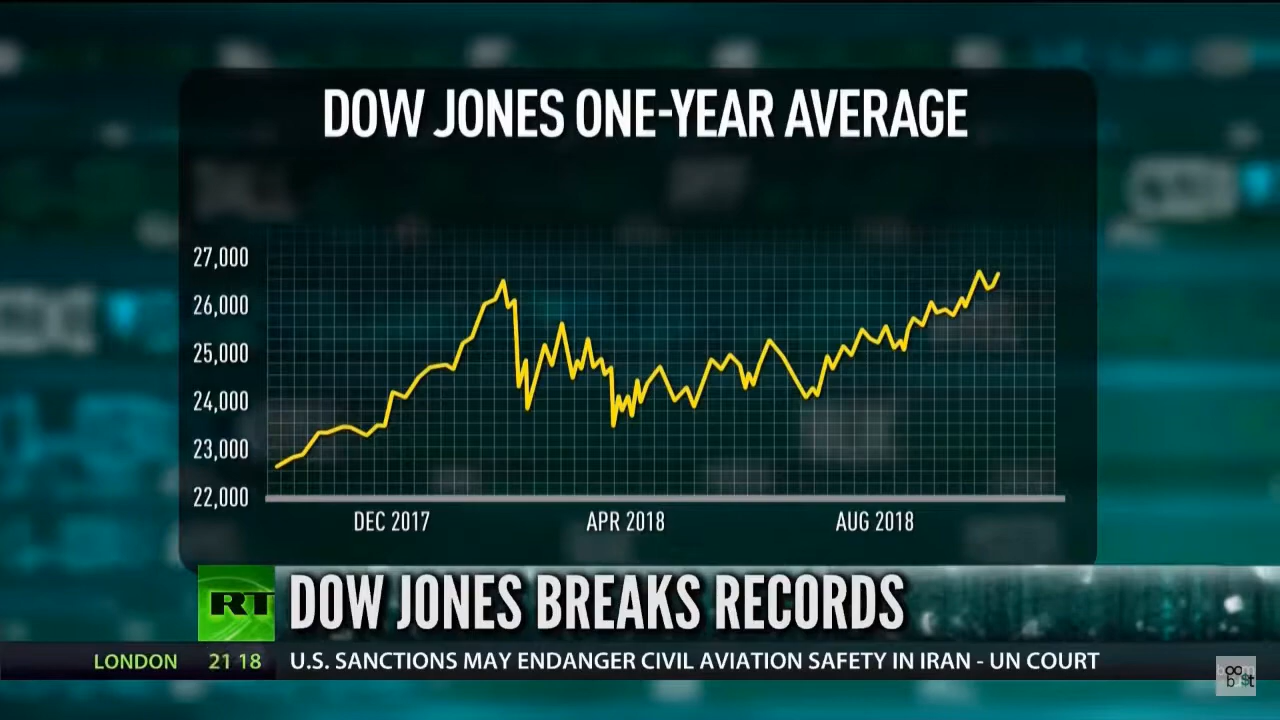 DOW JONES ONE-YEAR AVERAGE
27,000
26,000
25,000
24,000
23,000
22,000
DEC 2017 APR 2018 AUG 2018
RT DOW JONES BREAKS RECORDS
LONDON 21 18 U.S. SANCTIONS MAY ENDANGER CIVIL AVIATION SAFETY IN IRAN - UN COURT
boom
bust